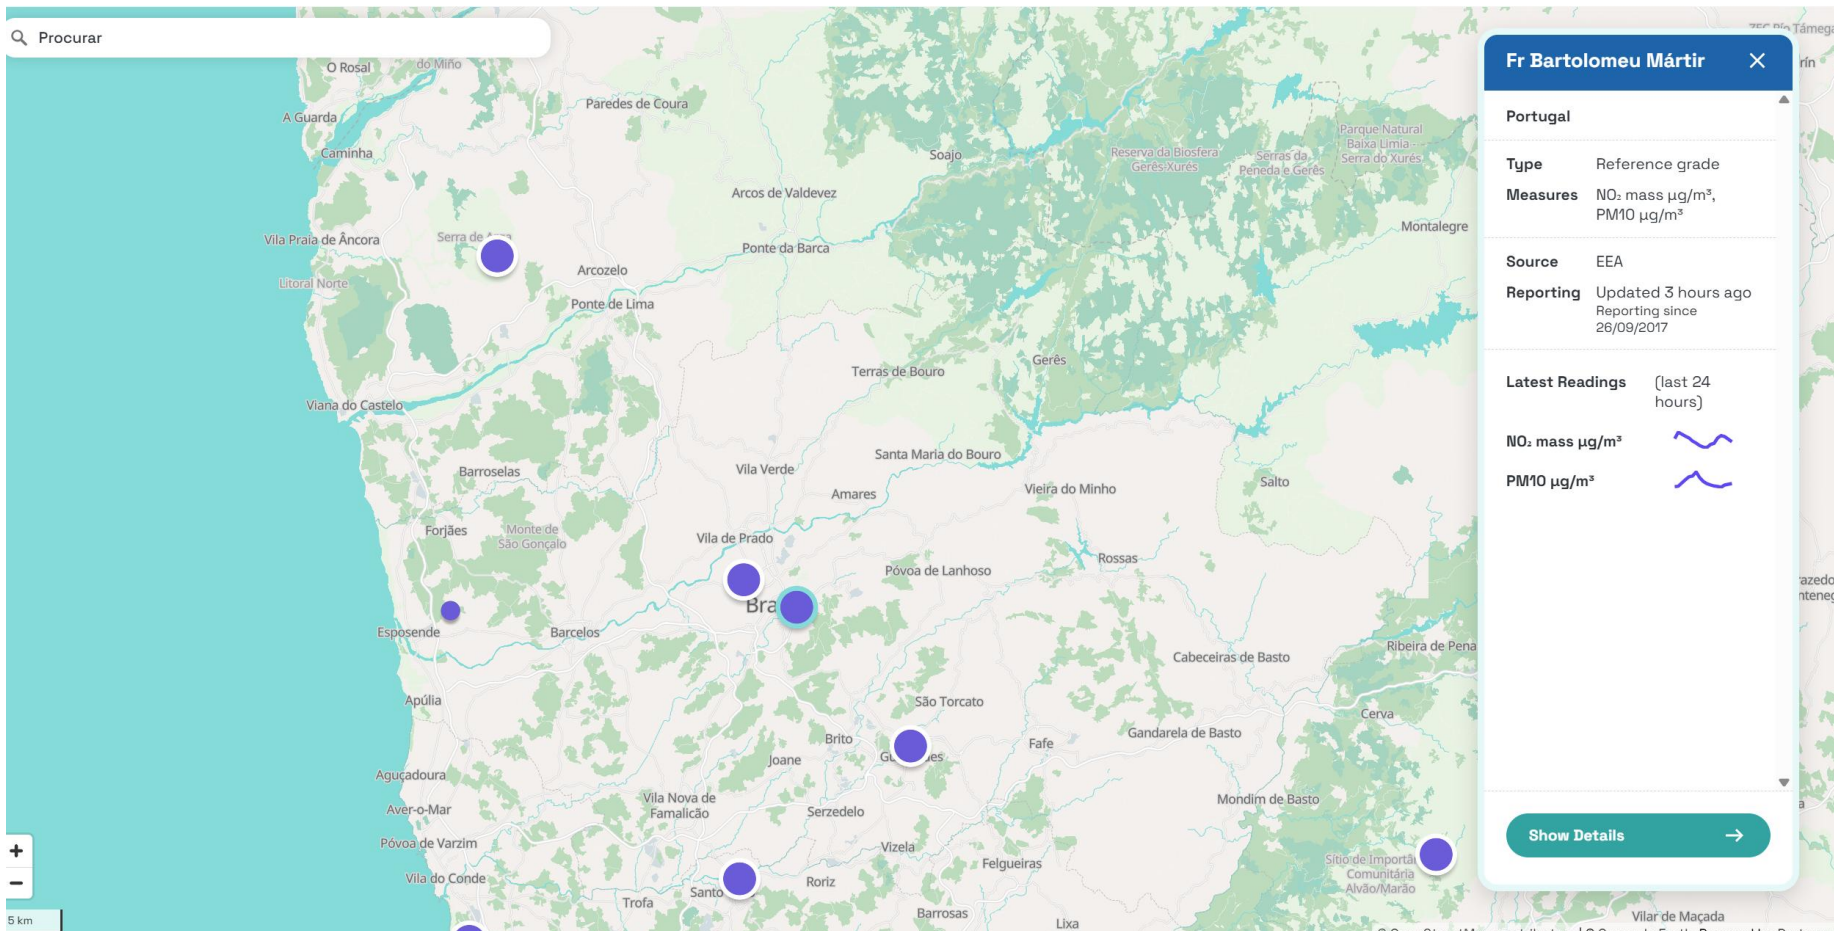 Procurar
O Rosal
do Miño
A Guarda
Caminha
Paredes de Coura
Soajo
Arcos de Valdevez
Reserva da Biosfera
Gerês-Xurés
Serras da
Peneda e Gerês
Parque Natural
Baixa Limia -
Serra do Xurés
Montalegre
Vila Praia de Âncora
Serra de
Arcozelo
Ponte da Barca
Litoral Norte
Ponte de Lima
Gerês
Terras de Bouro
Viana do Castelo
Barroselas
Vila Verde
Santa Maria do Bouro
Amares
Vieira do Minho
Salto
Forjães
Monte de
São Gonçalo
Vila de Prado
Póvoa de Lanhoso
Rossas
Bra
Esposende
Barcelos
Cabeceiras de Basto
Ribeira de Pena
Apúlia
São Torcato
Cerva
Brito
Fafe
Gandarela de Basto
Joane
Aguçadoura
Aver-o-Mar
Vila Nova de
Famalicão
Serzedelo
Mondim de Basto
Póvoa de Varzim
Vizela
Felgueiras
Vila do Conde
Santo
Roriz
Trofa
Barrosas
Lixa
Comunitária
Alvão/Marão
Vilar de Maçada
+
−
5 km
Fr Bartolomeu Mártir
Portugal
Type Reference grade
Measures NO₂ mass µg/m³,
PM10 µg/m³
Source EEA
Reporting Updated 3 hours ago
Reporting since
26/09/2017
Latest Readings (last 24
hours)
NO₂ mass µg/m³
PM10 µg/m³
Show Details